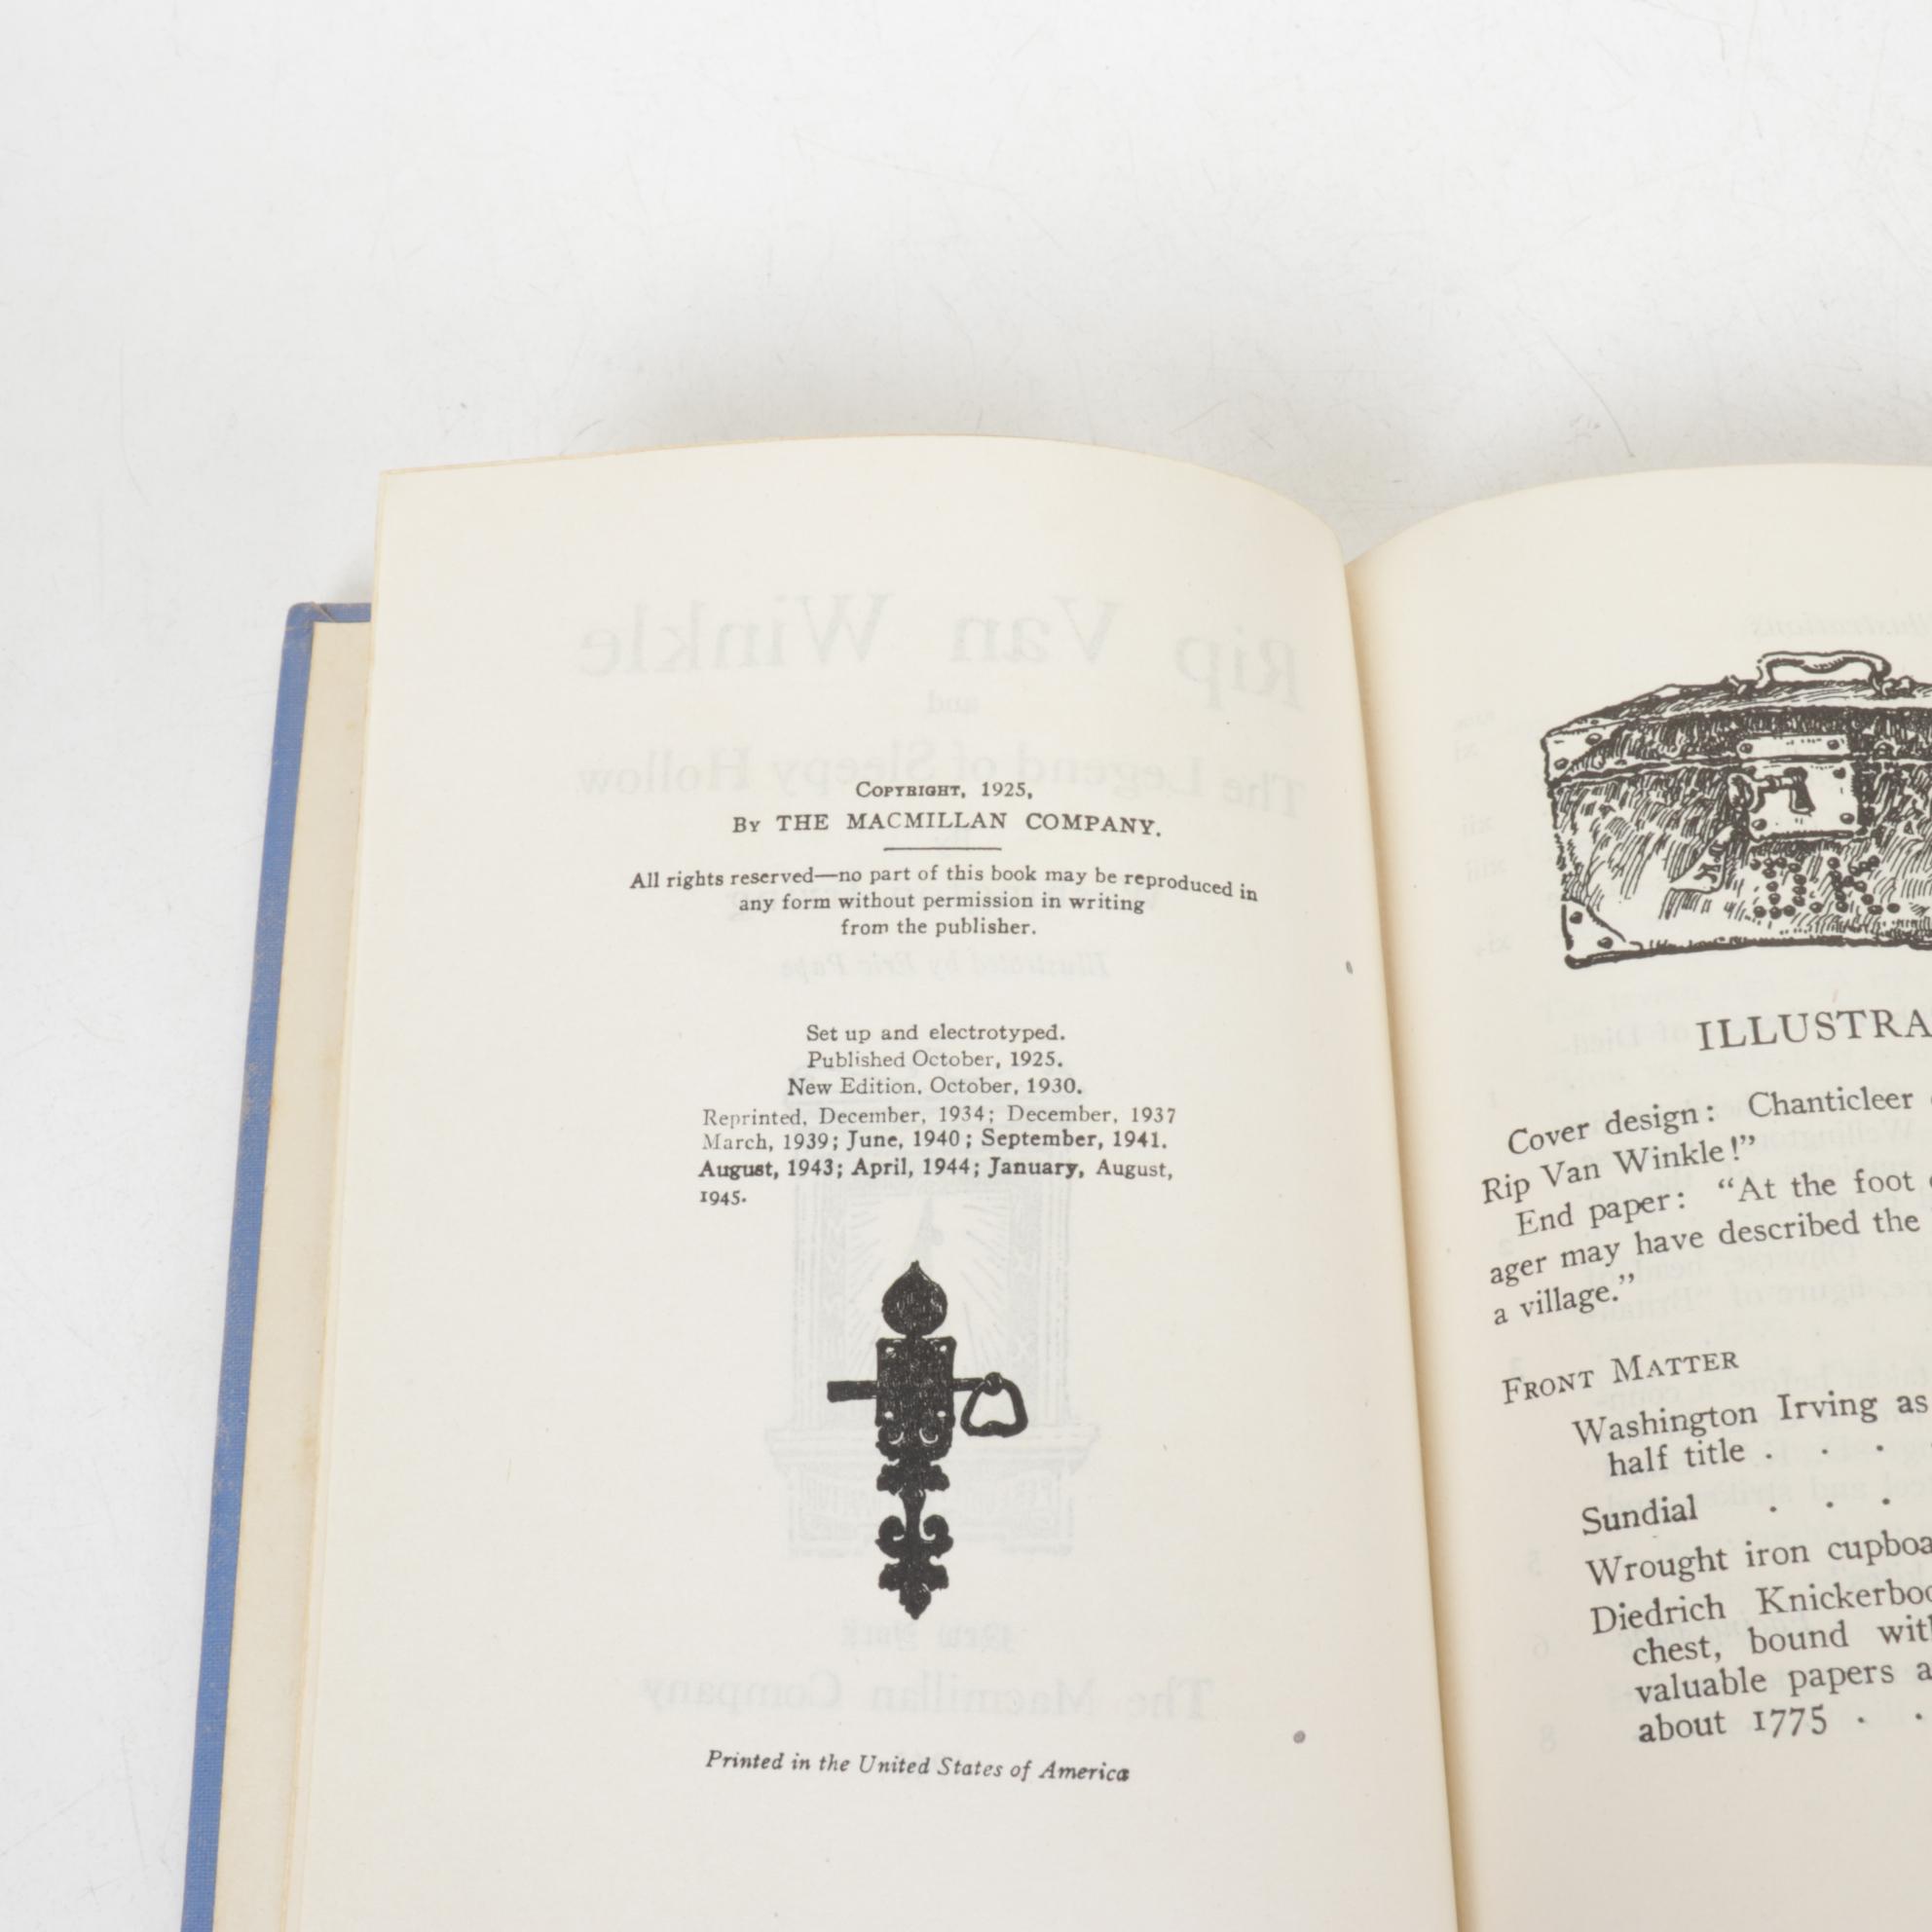 COPYRIGHT, 1925,
BY THE MACMILLAN COMPANY.
All rights reserved—no part of this book may be reproduced in
any form without permission in writing
from the publisher.
Set up and electrotyped.
Published October, 1925.
New Edition, October, 1930.
Reprinted, December, 1934; December, 1937
March, 1939; June, 1940; September, 1941.
August, 1943; April, 1944; January, August,
1945.
Printed in the United States of America
ILLUSTRA
Cover design: Chanticleer
Rip Van Winkle!"
End paper: "At the foot
ager may have described the
a village."
FRONT MATTER
Washington Irving as
half title . . .
Sundial . . .
Wrought iron cupboa
Diedrich Knickerboc
chest, bound with
valuable papers a
about 1775 . .